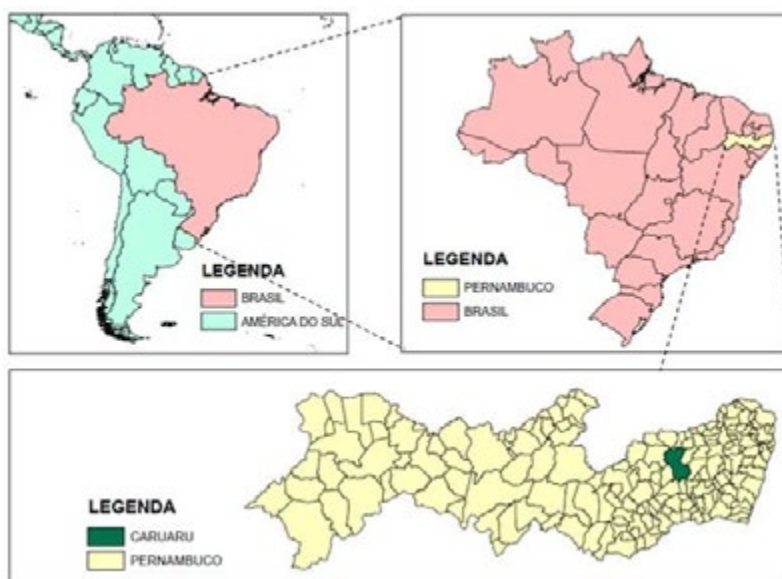 LEGENDA
BRASIL
AMÉRICA DO SUL
LEGENDA
PERNAMBUCO
BRASIL
LEGENDA
CARUARU
PERNAMBUCO